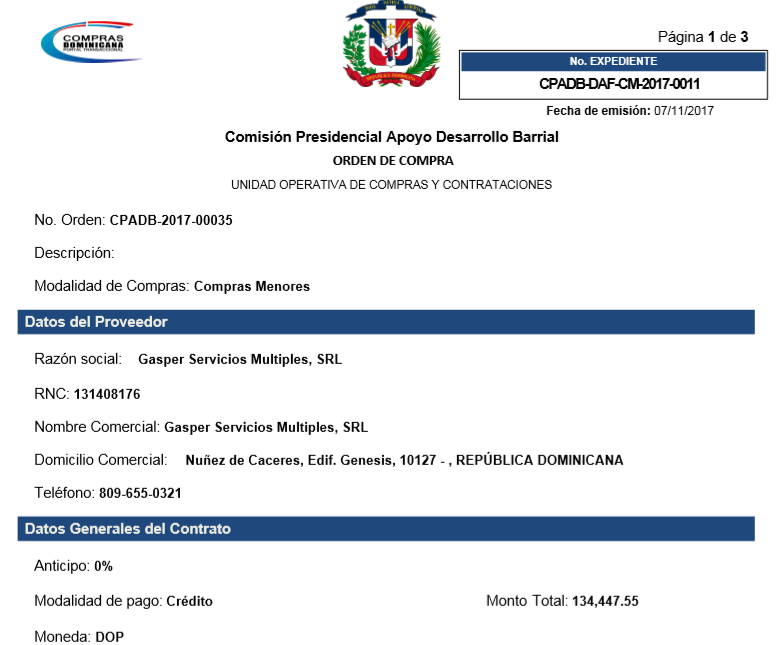 COMPRAS
DOMINICANA
PORTAL TRANSACCIONAL
Página 1 de 3
No. EXPEDIENTE
CPADB-DAF-CM-2017-0011
Fecha de emisión: 07/11/2017
Comisión Presidencial Apoyo Desarrollo Barrial
ORDEN DE COMPRA
UNIDAD OPERATIVA DE COMPRAS Y CONTRATACIONES
No. Orden: CPADB-2017-00035
Descripción:
Modalidad de Compras: Compras Menores
Datos del Proveedor
Razón social: Gasper Servicios Multiples, SRL
RNC: 131408176
Nombre Comercial: Gasper Servicios Multiples, SRL
Domicilio Comercial: Nuñez de Caceres, Edif. Genesis, 10127 - , REPÚBLICA DOMINICANA
Teléfono: 809-655-0321
Datos Generales del Contrato
Anticipo: 0%
Modalidad de pago: Crédito Monto Total: 134,447.55
Moneda: DOP